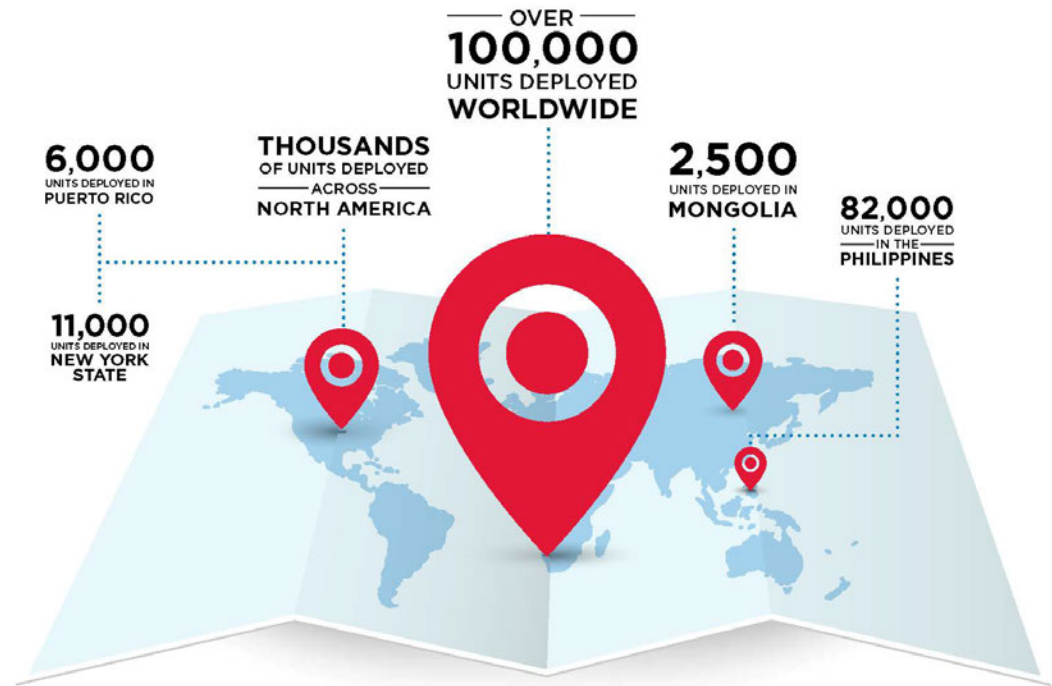 OVER
100,000
UNITS DEPLOYED
WORLDWIDE
6,000
UNITS DEPLOYED IN
PUERTO RICO
THOUSANDS
OF UNITS DEPLOYED
ACROSS
NORTH AMERICA
2,500
UNITS DEPLOYED IN
MONGOLIA
82,000
UNITS DEPLOYED
IN THE
PHILIPPINES
11,000
UNITS DEPLOYED IN
NEW YORK
STATE